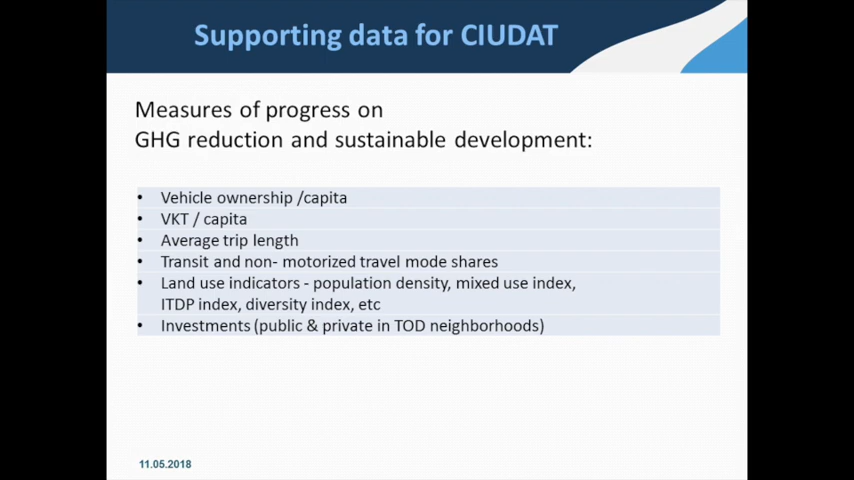 Supporting data for CIUDAT
Measures of progress on
GHG reduction and sustainable development:
• Vehicle ownership /capita
• VKT / capita
• Average trip length
• Transit and non- motorized travel mode shares
• Land use indicators - population density, mixed use index,
ITDP index, diversity index, etc
• Investments (public & private in TOD neighborhoods)
11.05.2018